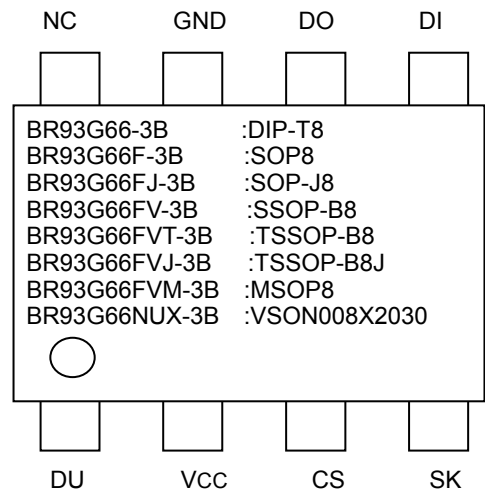 NC GND DO DI
BR93G66-3B :DIP-T8
BR93G66F-3B :SOP8
BR93G66FJ-3B :SOP-J8
BR93G66FV-3B :SSOP-B8
BR93G66FVT-3B :TSSOP-B8
BR93G66FVJ-3B :TSSOP-B8J
BR93G66FVM-3B :MSOP8
BR93G66NUX-3B :VSON008X2030
DU VCC CS SK